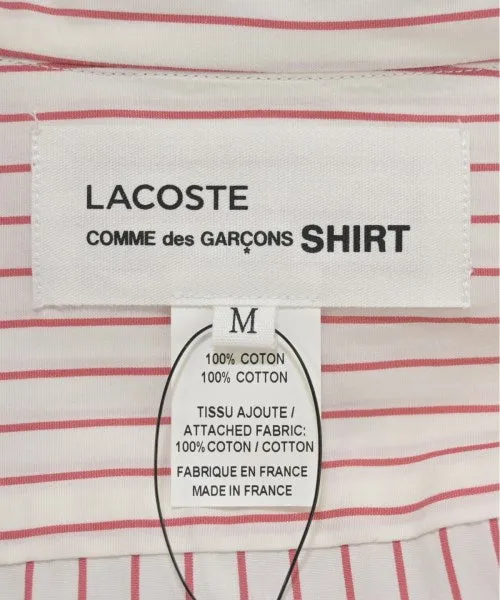 LACOSTE
COMME des GARÇONS SHIRT
M
100% COTON
100% COTTON
TISSU AJOUTE /
ATTACHED FABRIC:
100% COTON / COTTON
FABRIQUE EN FRANCE
MADE IN FRANCE